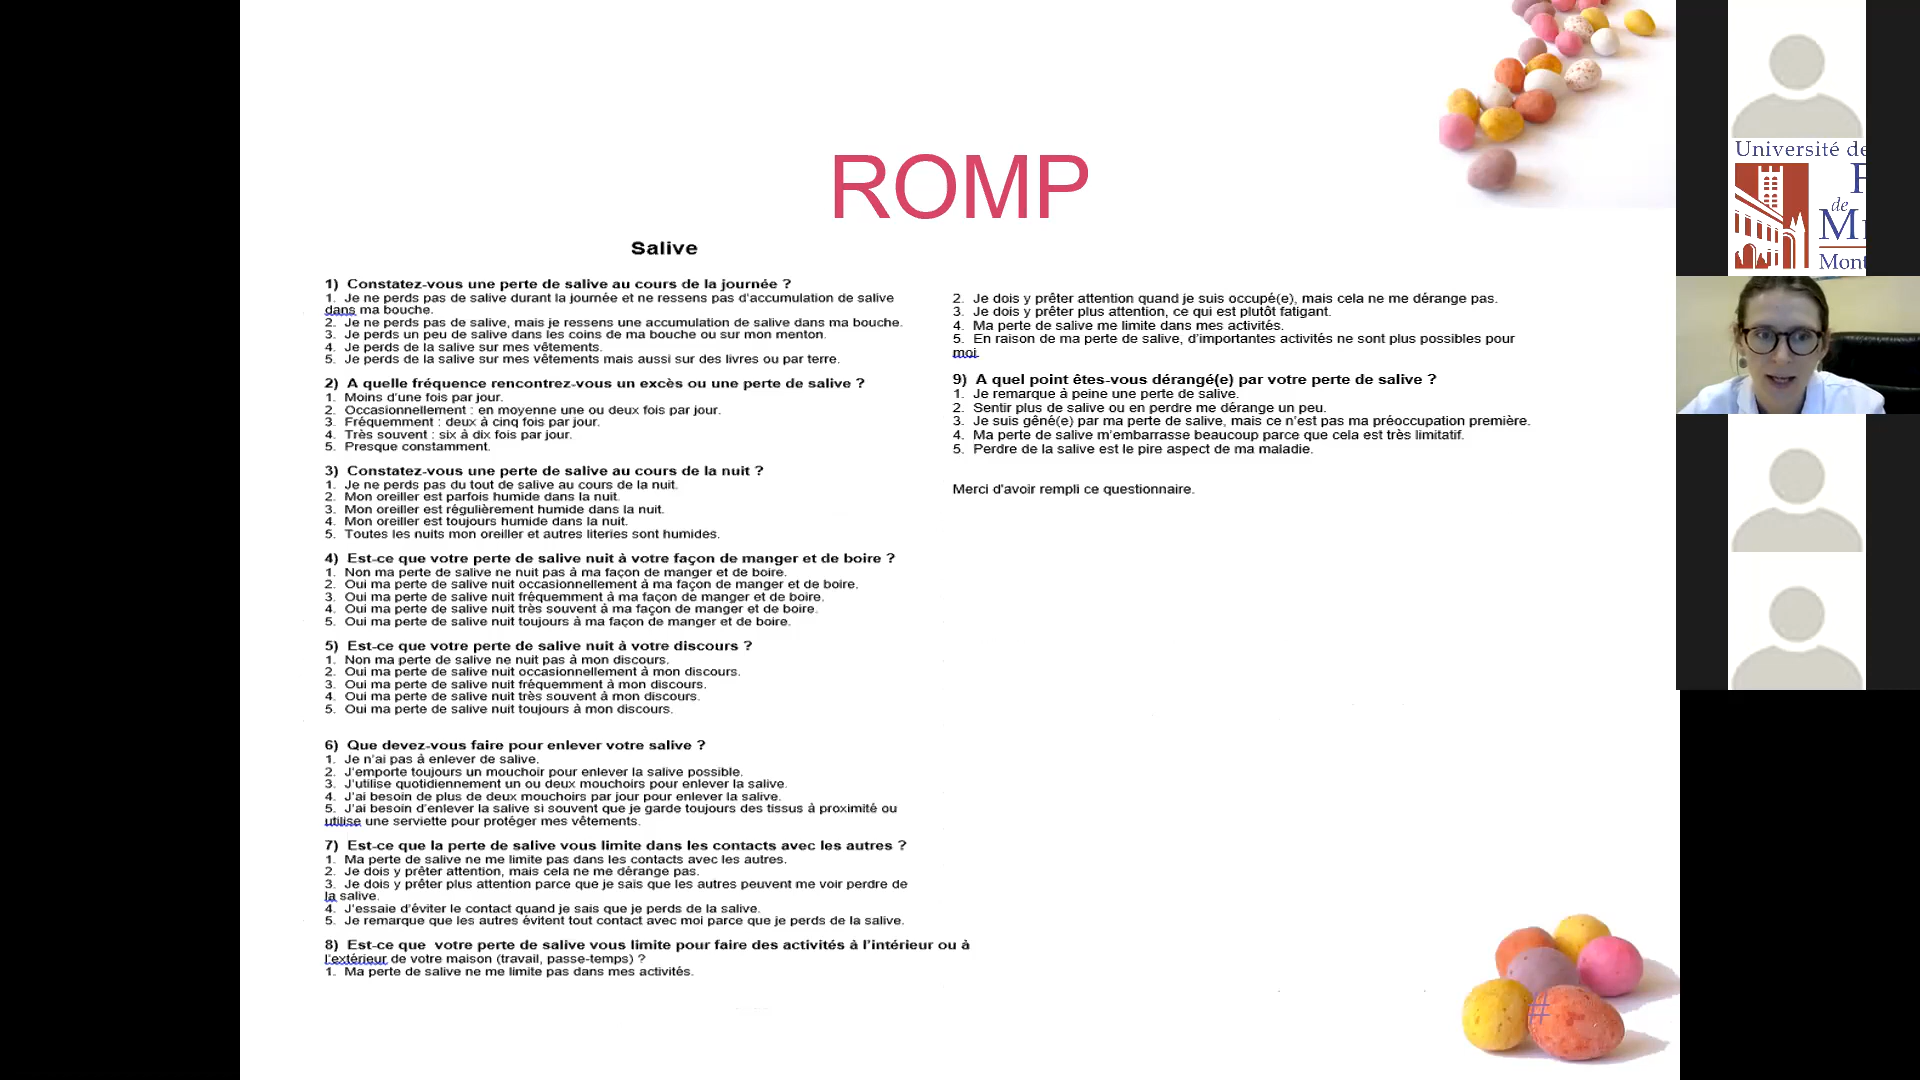 ROMP
Salive
1) Constatez-vous une perte de salive au cours de la journée ?
1. Je ne perds pas de salive durant la journée et ne ressens pas d'accumulation de salive
dans ma bouche.
2. Je ne perds pas de salive, mais je ressens une accumulation de salive dans ma bouche.
3. Je perds un peu de salive dans les coins de ma bouche ou sur mon menton.
4. Je perds de la salive sur mes vêtements.
5. Je perds de la salive sur mes vêtements mais aussi sur des livres ou par terre.
2) A quelle fréquence rencontrez-vous un excès ou une perte de salive ?
1. Moins d'une fois par jour.
2. Occasionnellement : en moyenne une ou deux fois par jour.
3. Fréquemment : deux à cinq fois par jour.
4. Très souvent : six à dix fois par jour.
5. Presque constamment.
3) Constatez-vous une perte de salive au cours de la nuit ?
1. Je ne perds pas du tout de salive au cours de la nuit.
2. Mon oreiller est parfois humide dans la nuit.
3. Mon oreiller est régulièrement humide dans la nuit.
4. Mon oreiller est toujours humide dans la nuit.
5. Toutes les nuits mon oreiller et autres literies sont humides.
4) Est-ce que votre perte de salive nuit à votre façon de manger et de boire ?
1. Non ma perte de salive ne nuit pas à ma façon de manger et de boire.
2. Oui ma perte de salive nuit occasionnellement à ma façon de manger et de boire.
3. Oui ma perte de salive nuit fréquemment à ma façon de manger et de boire.
4. Oui ma perte de salive nuit très souvent à ma façon de manger et de boire.
5. Oui ma perte de salive nuit toujours à ma façon de manger et de boire.
5) Est-ce que votre perte de salive nuit à votre discours ?
1. Non ma perte de salive ne nuit pas à mon discours.
2. Oui ma perte de salive nuit occasionnellement à mon discours.
3. Oui ma perte de salive nuit fréquemment à mon discours.
4. Oui ma perte de salive nuit très souvent à mon discours.
5. Oui ma perte de salive nuit toujours à mon discours.
6) Que devez-vous faire pour enlever votre salive ?
1. Je n'ai pas à enlever de salive.
2. J'emporte toujours un mouchoir pour enlever la salive possible.
3. J'utilise quotidiennement un ou deux mouchoirs pour enlever la salive.
4. J'ai besoin de plus de deux mouchoirs par jour pour enlever la salive.
5. J'ai besoin d'enlever la salive si souvent que je garde toujours des tissus à proximité ou
utilise une serviette pour protéger mes vêtements.
7) Est-ce que la perte de salive vous limite dans les contacts avec les autres ?
1. Ma perte de salive ne me limite pas dans les contacts avec les autres.
2. Je dois y prêter attention, mais cela ne me dérange pas.
3. Je dois y prêter plus attention parce que je sais que les autres peuvent me voir perdre de
la salive.
4. J'essaie d'éviter le contact quand je sais que je perds de la salive.
5. Je remarque que les autres évitent tout contact avec moi parce que je perds de la salive.
8) Est-ce que votre perte de salive vous limite pour faire des activités à l'intérieur ou à
l'extérieur de votre maison (travail, passe-temps) ?
1. Ma perte de salive ne me limite pas dans mes activités.
2. Je dois y prêter attention quand je suis occupé(e), mais cela ne me dérange pas.
3. Je dois y prêter plus attention, ce qui est plutôt fatigant.
4. Ma perte de salive me limite dans mes activités.
5. En raison de ma perte de salive, d'importantes activités ne sont plus possibles pour
moi.
9) A quel point êtes-vous dérangé(e) par votre perte de salive ?
1. Je remarque à peine une perte de salive.
2. Sentir plus de salive ou en perdre me dérange un peu.
3. Je suis gêné(e) par ma perte de salive, mais ce n'est pas ma préoccupation première.
4. Ma perte de salive m'embarrasse beaucoup parce que cela est très limitatif.
5. Perdre de la salive est le pire aspect de ma maladie.
Merci d'avoir rempli ce questionnaire.
#
Université de
F
de
M
Mont